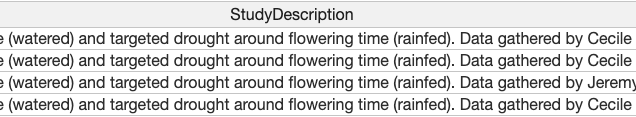 StudyDescription
e (watered) and targeted drought around flowering time (rainfed). Data gathered by Cecile
e (watered) and targeted drought around flowering time (rainfed). Data gathered by Cecile
e (watered) and targeted drought around flowering time (rainfed). Data gathered by Jeremy
e (watered) and targeted drought around flowering time (rainfed). Data gathered by Cecile